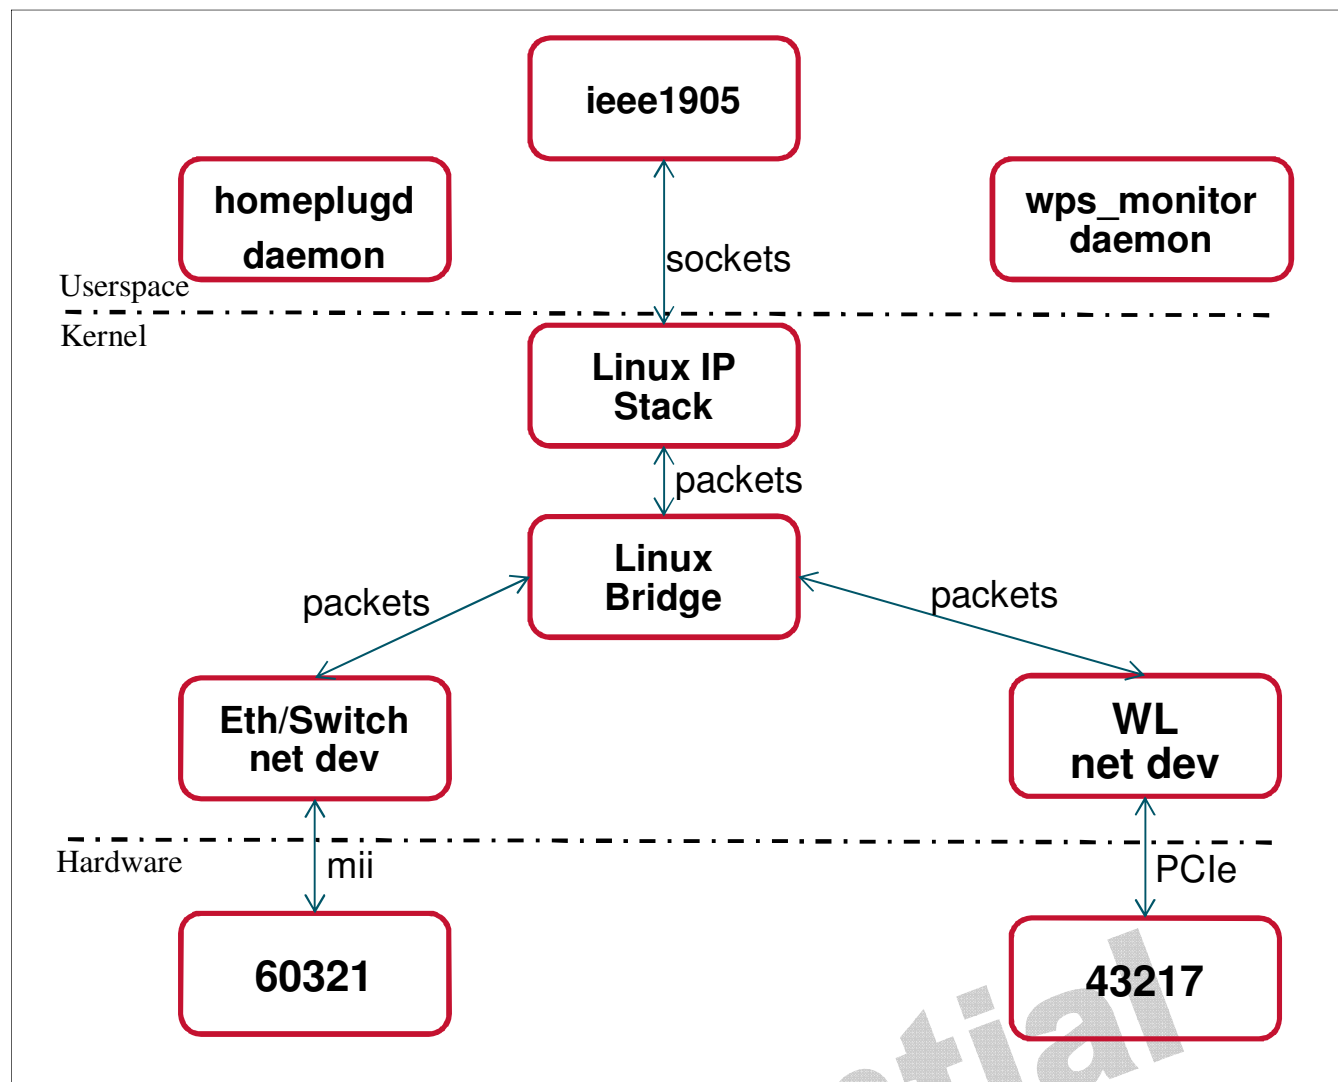 ieee1905
homeplugd
daemon
wps_monitor
daemon
sockets
Userspace
Kernel
Linux IP
Stack
packets
Linux
Bridge
packets
packets
Eth/Switch
net dev
WL
net dev
Hardware
mii
PCIe
60321
43217